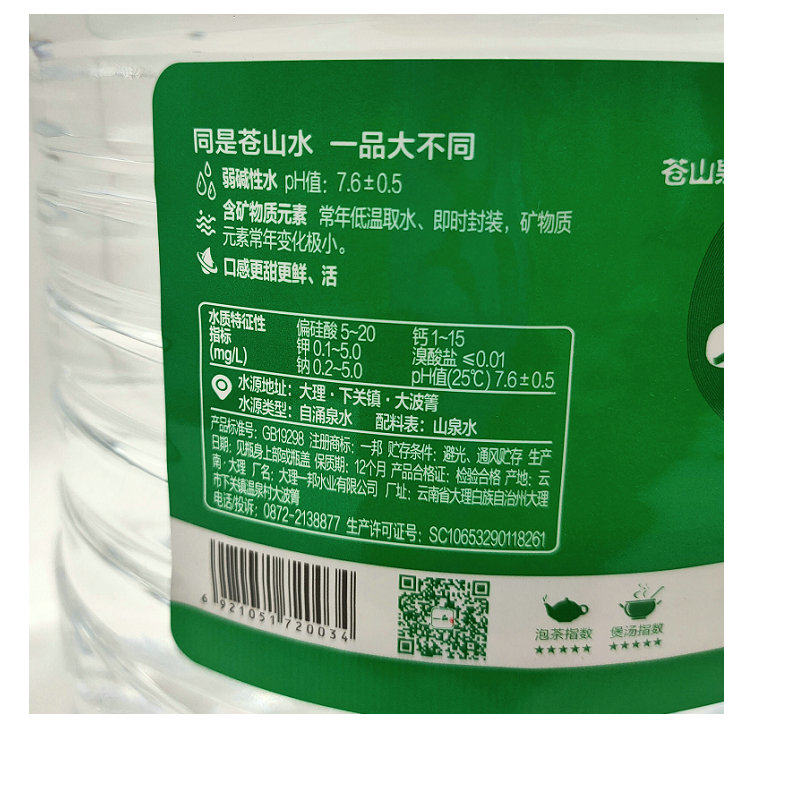 同是苍山水 一品大不同
弱碱性水 pH值：7.6±0.5
含矿物质元素 常年低温取水、即时封装，矿物质
元素常年变化极小。
口感更甜更鲜、活
苍山泉
水质特征性
指标
(mg/L)
偏硅酸 5~20
钾 0.1~5.0
钠 0.2~5.0
钙 1~15
溴酸盐 ≤0.01
pH值(25℃) 7.6±0.5
水源地址：大理·下关镇·大波箐
水源类型：自涌泉水 配料表：山泉水
产品标准号：GB19298 注册商标：一邦 贮存条件：避光、通风贮存 生产
日期：见瓶身上部或瓶盖 保质期：12个月 产品合格证：检验合格 产地：云
南·大理 厂名：大理一邦水业有限公司 厂址：云南省大理白族自治州大理
市下关镇温泉村大波箐
电话/投诉：0872-2138877 生产许可证号：SC10653290118261
6 921051 720034
泡茶指数
★★★★★
煲汤指数
★★★★★